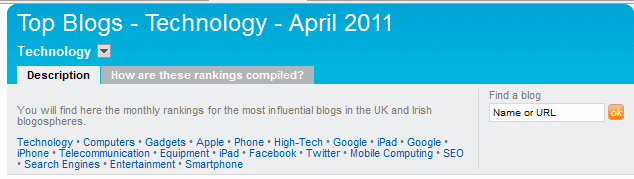 Top Blogs - Technology - April 2011
Technology
Description How are these rankings compiled?
Find a blog
You will find here the monthly rankings for the most influential blogs in the UK and Irish
blogospheres.
Name or URL ok
Technology • Computers • Gadgets • Apple • Phone • High-Tech • Google • iPad • Google •
iPhone • Telecommunication • Equipment • iPad • Facebook • Twitter • Mobile Computing • SEO
• Search Engines • Entertainment • Smartphone